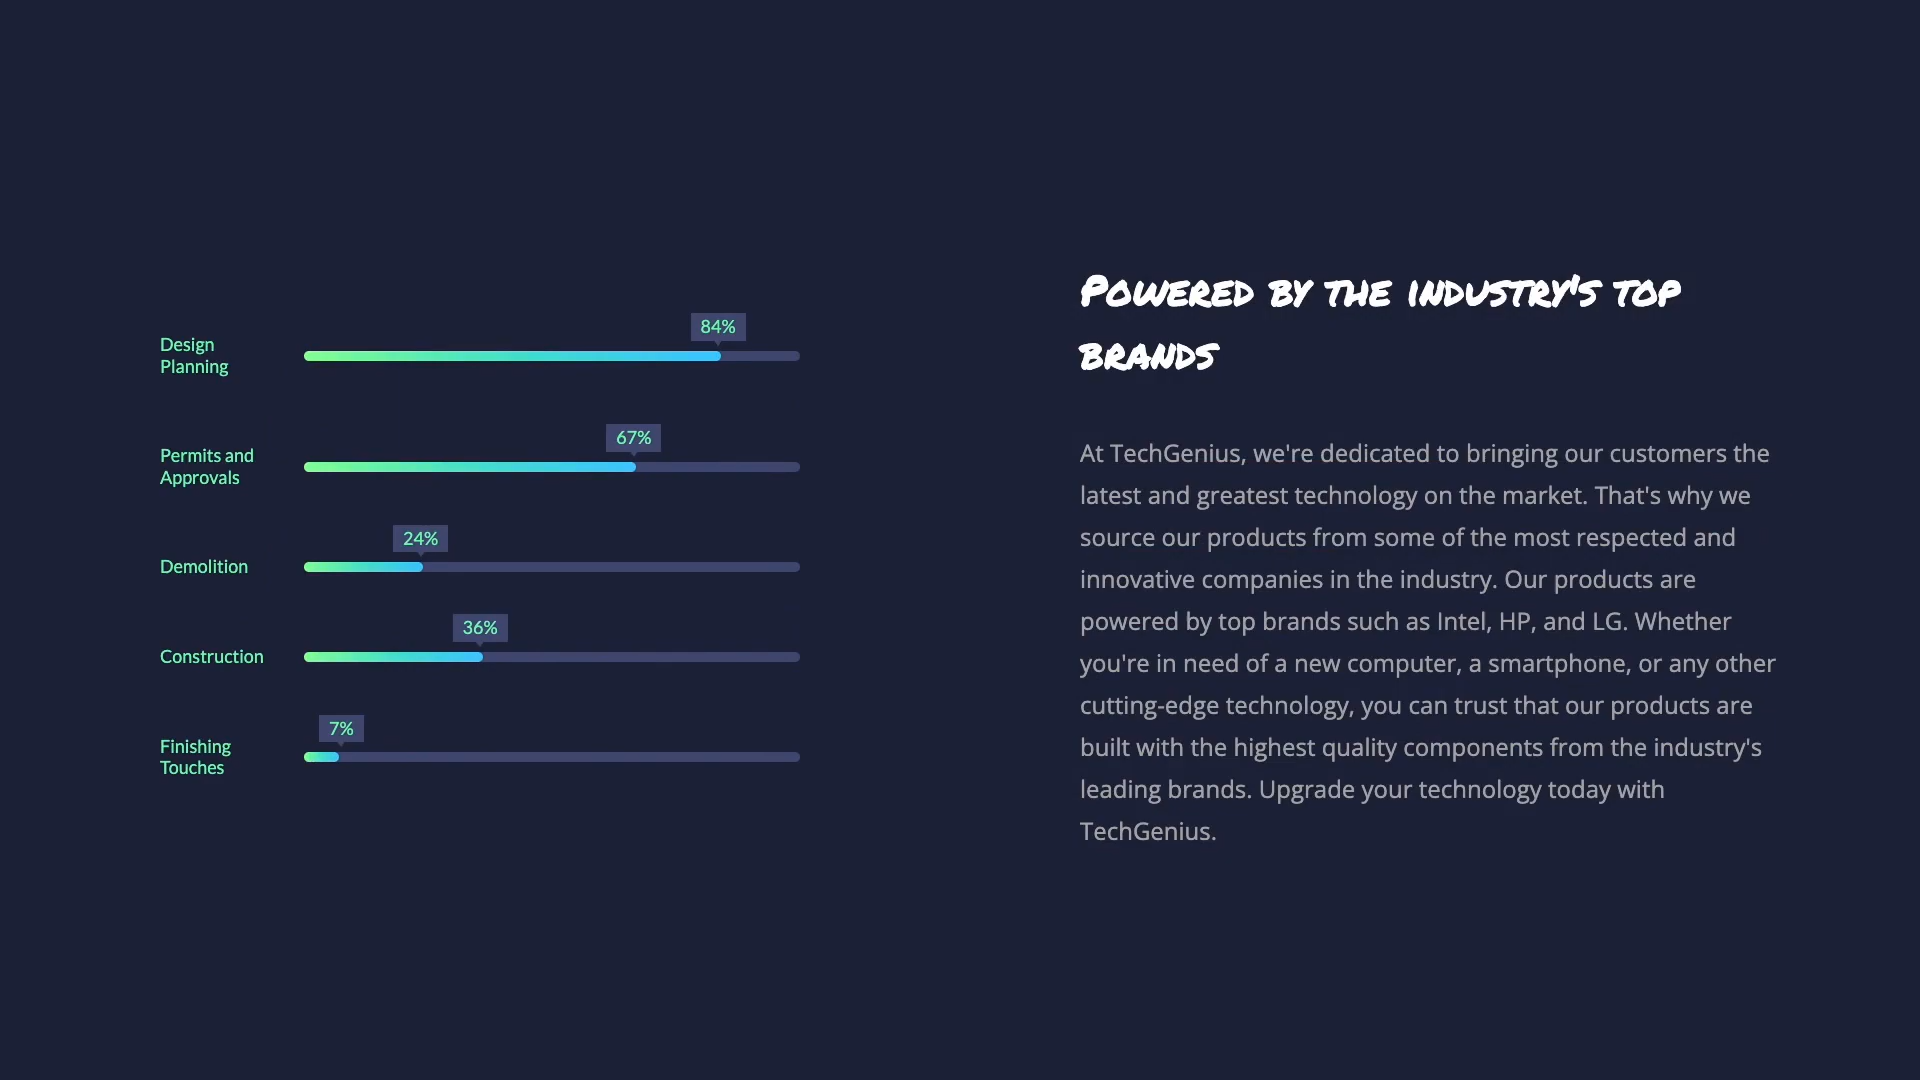 84%
Design
Planning
67%
Permits and
Approvals
24%
Demolition
36%
Construction
7%
Finishing
Touches
Powered by the industry's top
brands
At TechGenius, we're dedicated to bringing our customers the
latest and greatest technology on the market. That's why we
source our products from some of the most respected and
innovative companies in the industry. Our products are
powered by top brands such as Intel, HP, and LG. Whether
you're in need of a new computer, a smartphone, or any other
cutting-edge technology, you can trust that our products are
built with the highest quality components from the industry's
leading brands. Upgrade your technology today with
TechGenius.